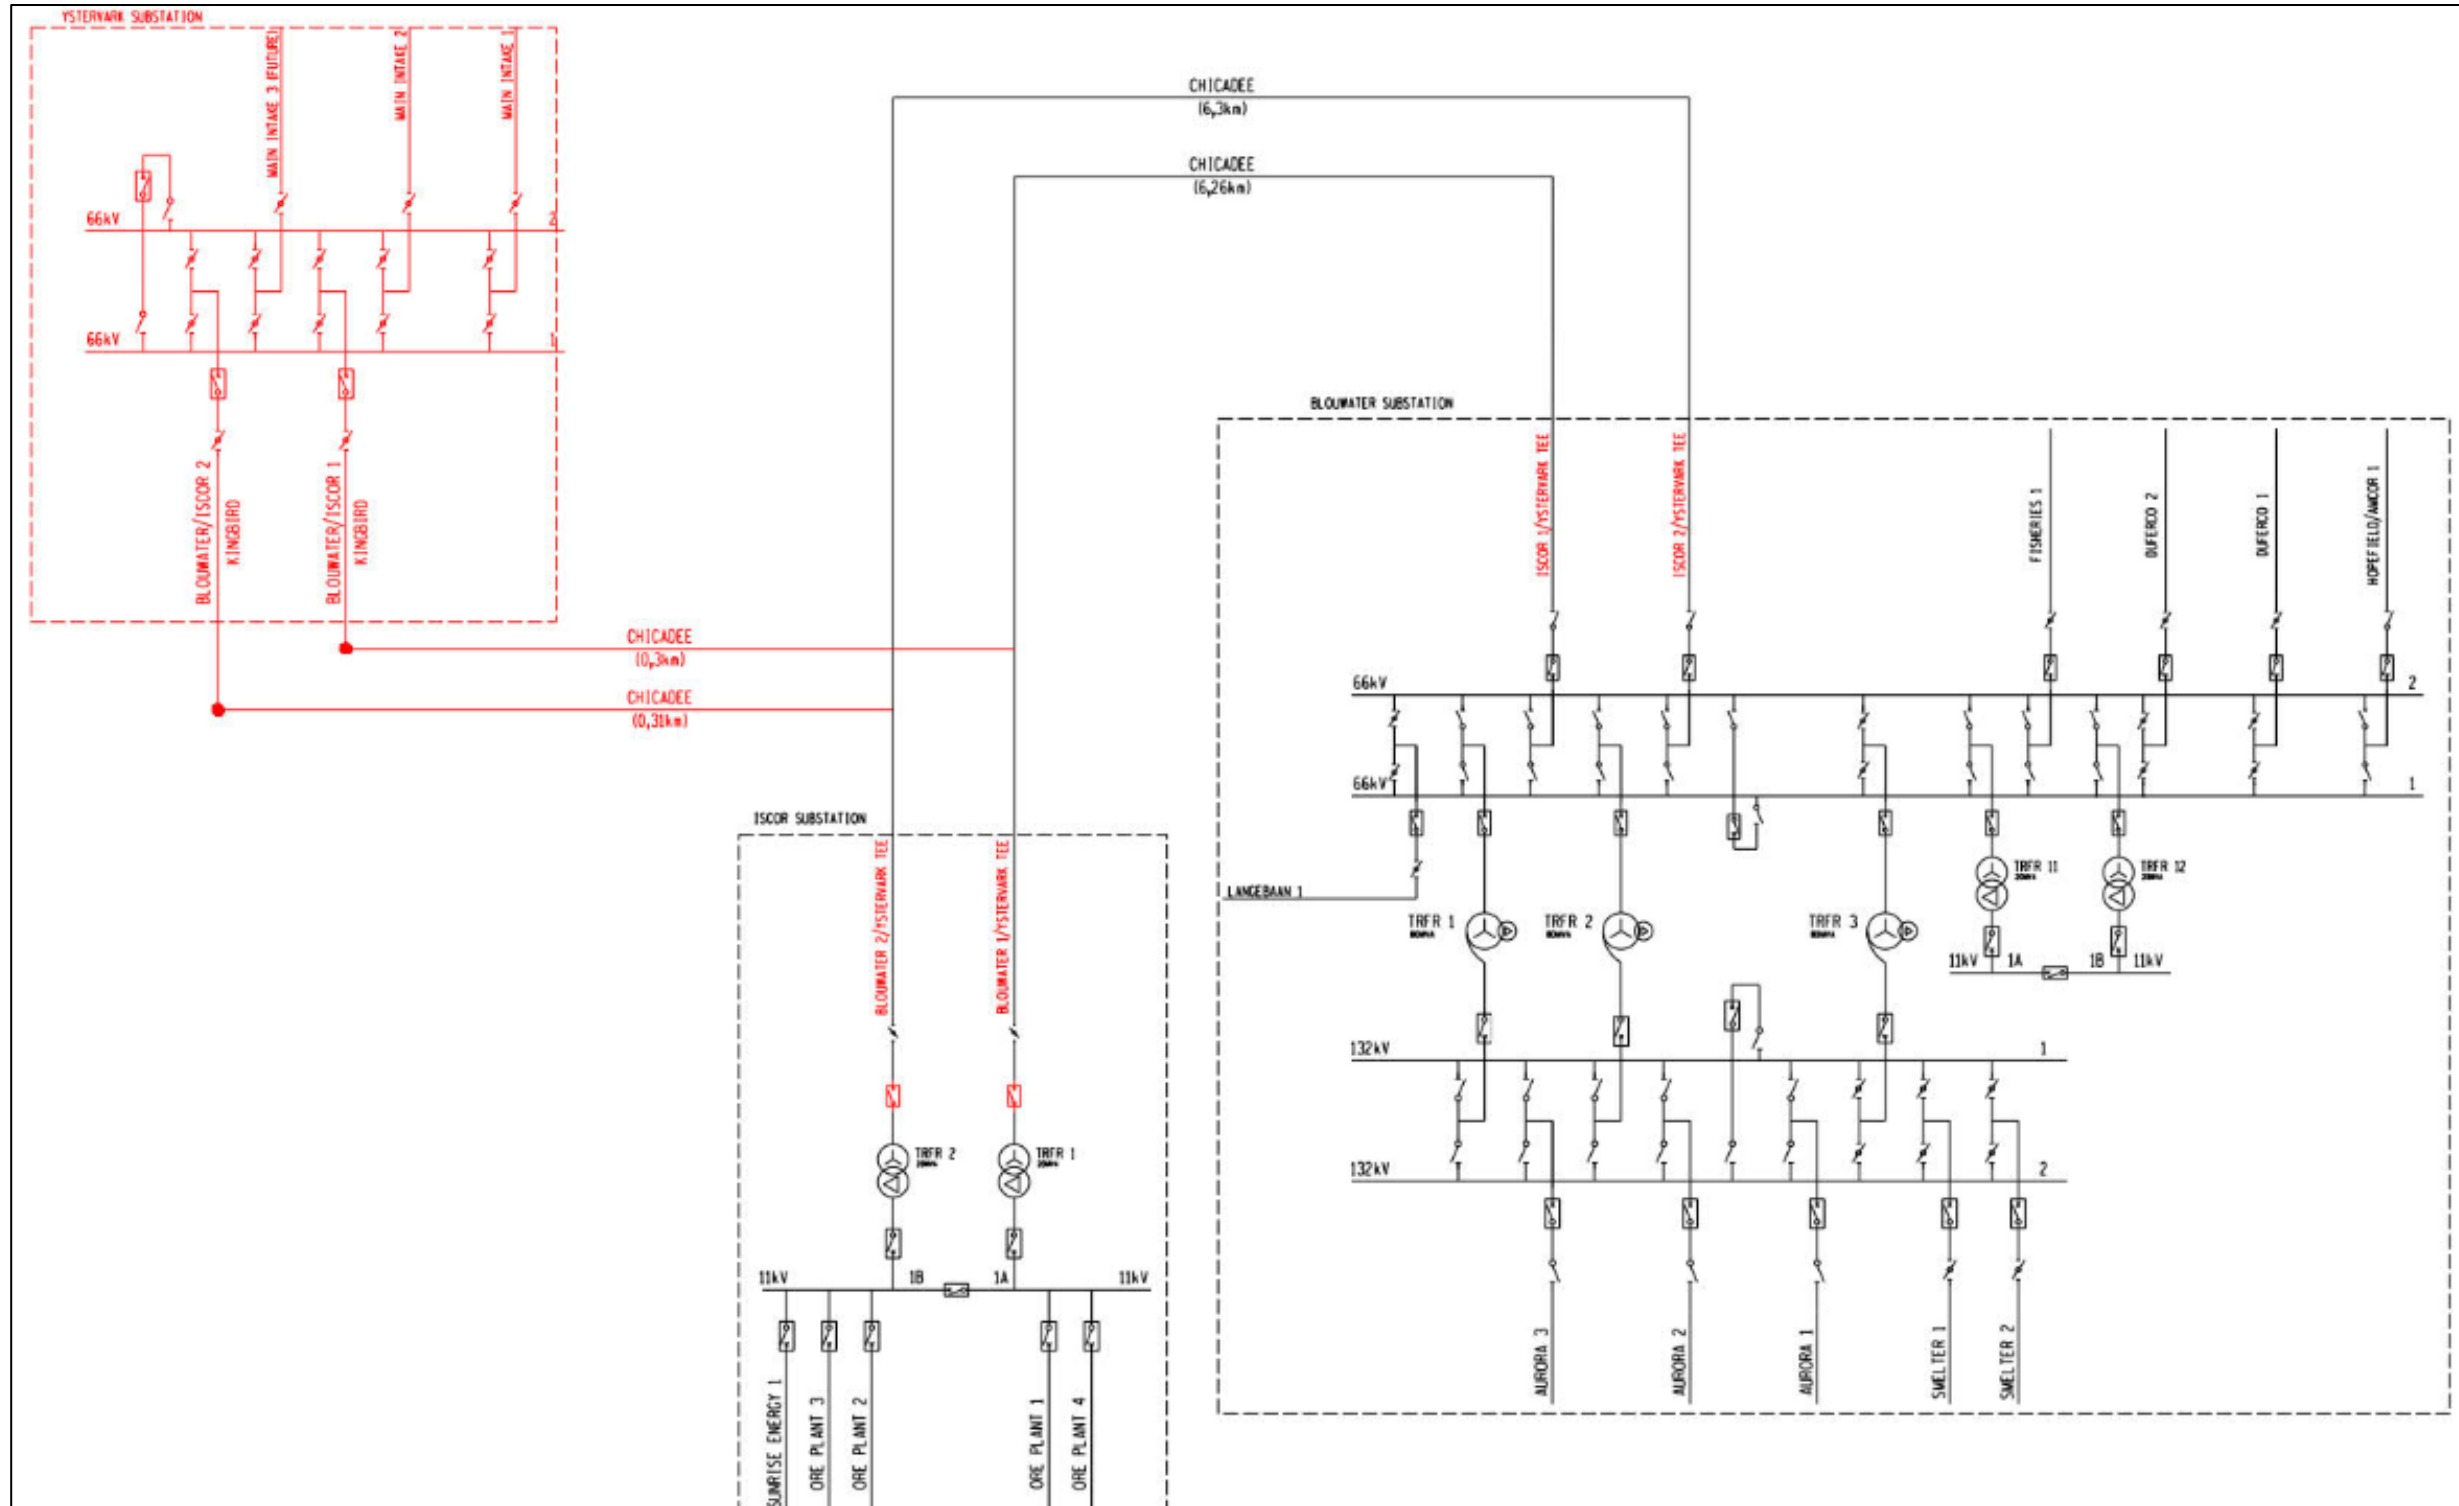 YSTERVARK SUBSTATION
MAIN INTAKE 3 (FUTURE)
MAIN INTAKE 2
MAIN INTAKE 1
66kV
2
66kV
1
BLOUWATER/ISCOR 2
KINGBIRD
BLOUWATER/ISCOR 1
KINGBIRD
CHICADEE
(6,3km)
CHICADEE
(6,26km)
CHICADEE
(0,3km)
CHICADEE
(0,31km)
BLOUWATER SUBSTATION
ISCOR 1/YSTERVARK TEE
ISCOR 2/YSTERVARK TEE
FISHERIES 1
DUFERCO 2
DUFERCO 1
HOPEFIELD/AMCOR 1
66kV
2
66kV
1
LANGEBAAN 1
TRFR 1
TRFR 2
TRFR 3
TRFR 11
TRFR 12
11kV
1A
1B
11kV
132kV
1
132kV
2
AURORA 3
AURORA 2
AURORA 1
SMELTER 1
SMELTER 2
ISCOR SUBSTATION
BLOUWATER 2/YSTERVARK TEE
BLOUWATER 1/YSTERVARK TEE
TRFR 2
TRFR 1
11kV
1B
1A
11kV
SUNRISE ENERGY 1
ORE PLANT 3
ORE PLANT 2
ORE PLANT 1
ORE PLANT 4